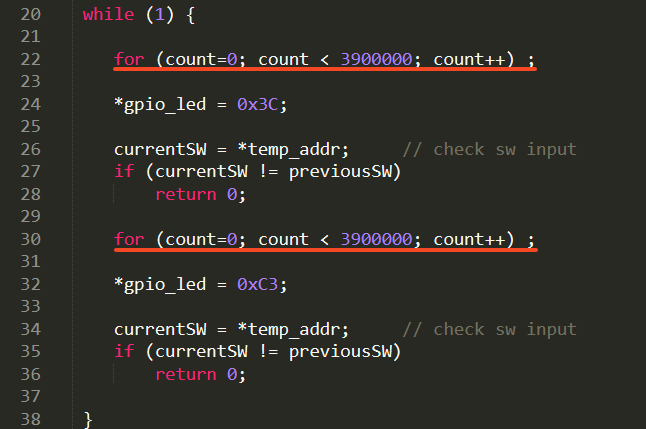 20 while (1) {
21
22 for (count=0; count < 3900000; count++) ;
23
24 *gpio_led = 0x3C;
25
26 currentSW = *temp_addr; // check sw input
27 if (currentSW != previousSW)
28 return 0;
29
30 for (count=0; count < 3900000; count++) ;
31
32 *gpio_led = 0xC3;
33
34 currentSW = *temp_addr; // check sw input
35 if (currentSW != previousSW)
36 return 0;
37
38 }